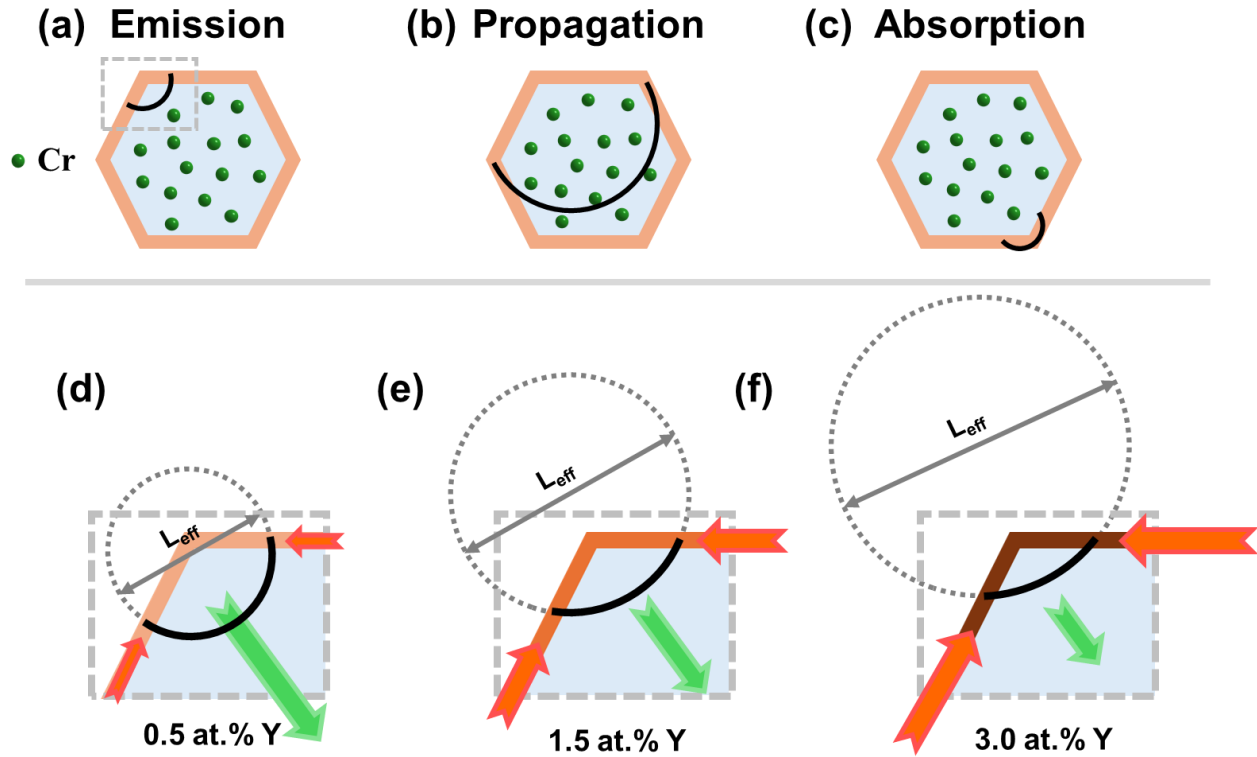 (a) Emission
(b) Propagation
(c) Absorption
Cr
(d)
(e)
(f)
Leff
Leff
Leff
0.5 at.% Y
1.5 at.% Y
3.0 at.% Y